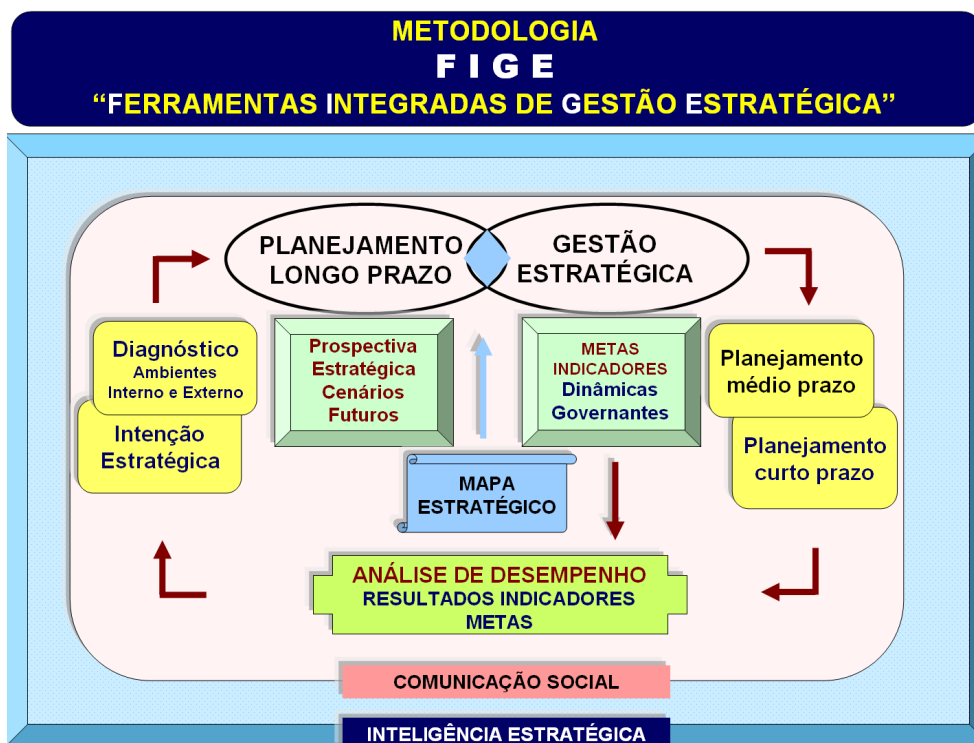 METODOLOGIA
F I G E
“FERRAMENTAS INTEGRADAS DE GESTÃO ESTRATÉGICA”
PLANEJAMENTO
LONGO PRAZO
GESTÃO
ESTRATÉGICA
Diagnóstico
Ambientes
Interno e Externo
Intenção
Estratégica
Prospectiva
Estratégica
Cenários
Futuros
METAS
INDICADORES
Dinâmicas
Governantes
Planejamento
médio prazo
Planejamento
curto prazo
MAPA
ESTRATÉGICO
ANÁLISE DE DESEMPENHO
RESULTADOS INDICADORES
METAS
COMUNICAÇÃO SOCIAL
INTELIGÊNCIA ESTRATÉGICA